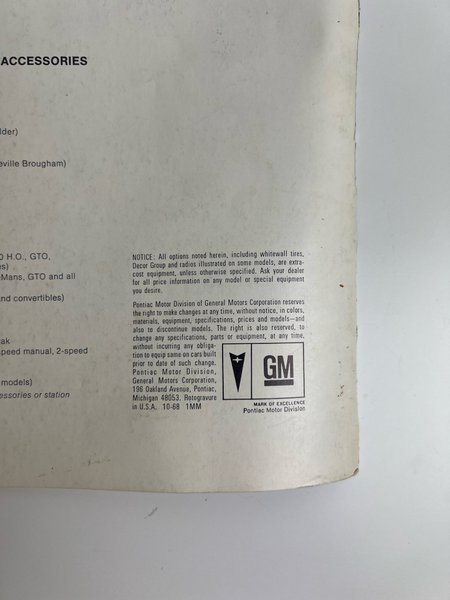 ACCESSORIES
lder)
eville Brougham)
0 H.O., GTO,
es)
Mans, GTO and all
and convertibles)
tak
speed manual, 2-speed
models)
essories or station
NOTICE: All options noted herein, including whitewall tires,
Decor Group and radios illustrated on some models, are extra-
cost equipment, unless otherwise specified. Ask your dealer
for all price information on any model or special equipment
you desire.
Pontiac Motor Division of General Motors Corporation reserves
the right to make changes at any time, without notice, in colors,
materials, equipment, specifications, prices and models—and
also to discontinue models. The right is also reserved, to
change any specifications, parts or equipment, at any time,
without incurring any obliga-
tion to equip same on cars built
prior to date of such change.
Pontiac Motor Division,
General Motors Corporation,
196 Oakland Avenue, Pontiac,
Michigan 48053. Rotogravure
in U.S.A. 10-68 1MM
GM
MARK OF EXCELLENCE
Pontiac Motor Division